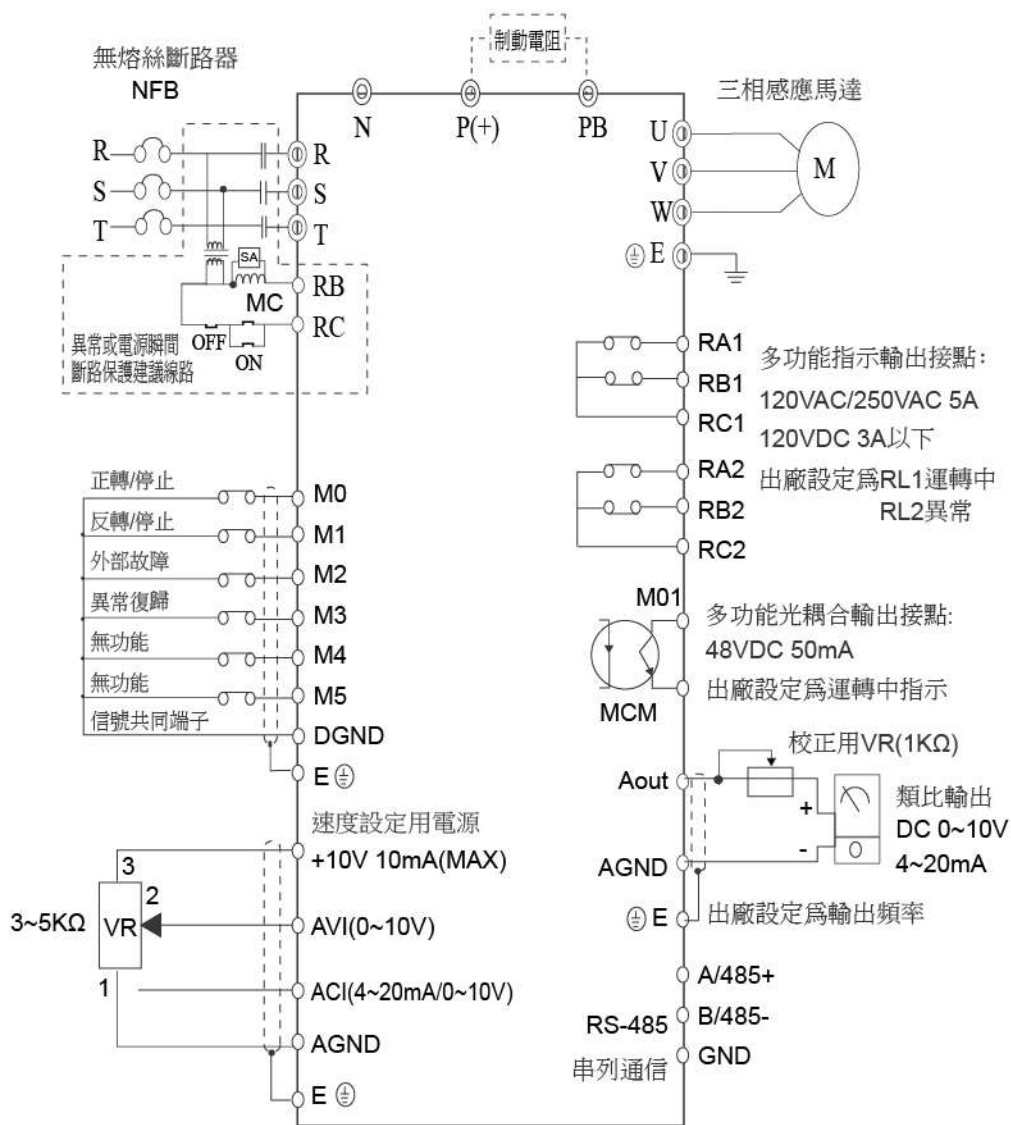 制動電阻
無熔絲斷路器
NFB
三相感應馬達
N
P(+)
PB
R
R
S
S
T
T
U
V
W
M
E
SA
MC
RB
RC
OFF
ON
異常或電源瞬間
斷路保護建議線路
RA1
RB1
RC1
多功能指示輸出接點：
120VAC/250VAC 5A
120VDC 3A以下
RA2
RB2
RC2
出廠設定爲RL1運轉中
RL2異常
正轉/停止
M0
反轉/停止
M1
外部故障
M2
異常復歸
M3
無功能
M4
無功能
M5
信號共同端子
DGND
E
M01
MCM
多功能光耦合輸出接點:
48VDC 50mA
出廠設定爲運轉中指示
校正用VR(1KΩ)
Aout
+
-
AGND
類比輸出
DC 0~10V
4~20mA
E
出廠設定爲輸出頻率
速度設定用電源
+10V 10mA(MAX)
3
2
3~5KΩ
VR
1
AVI(0~10V)
ACI(4~20mA/0~10V)
AGND
E
A/485+
RS-485
B/485-
串列通信
GND